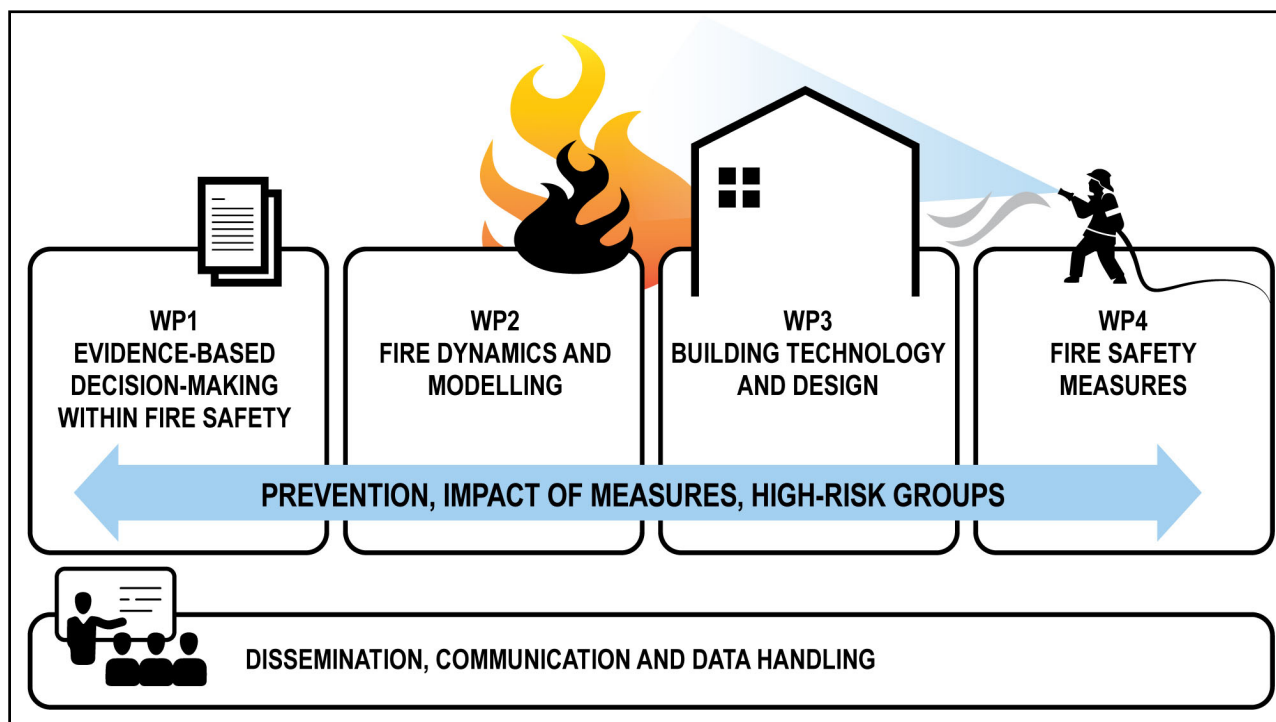 WP1
EVIDENCE-BASED
DECISION-MAKING
WITHIN FIRE SAFETY
WP2
FIRE DYNAMICS AND
MODELLING
WP3
BUILDING TECHNOLOGY
AND DESIGN
WP4
FIRE SAFETY
MEASURES
PREVENTION, IMPACT OF MEASURES, HIGH-RISK GROUPS
DISSEMINATION, COMMUNICATION AND DATA HANDLING